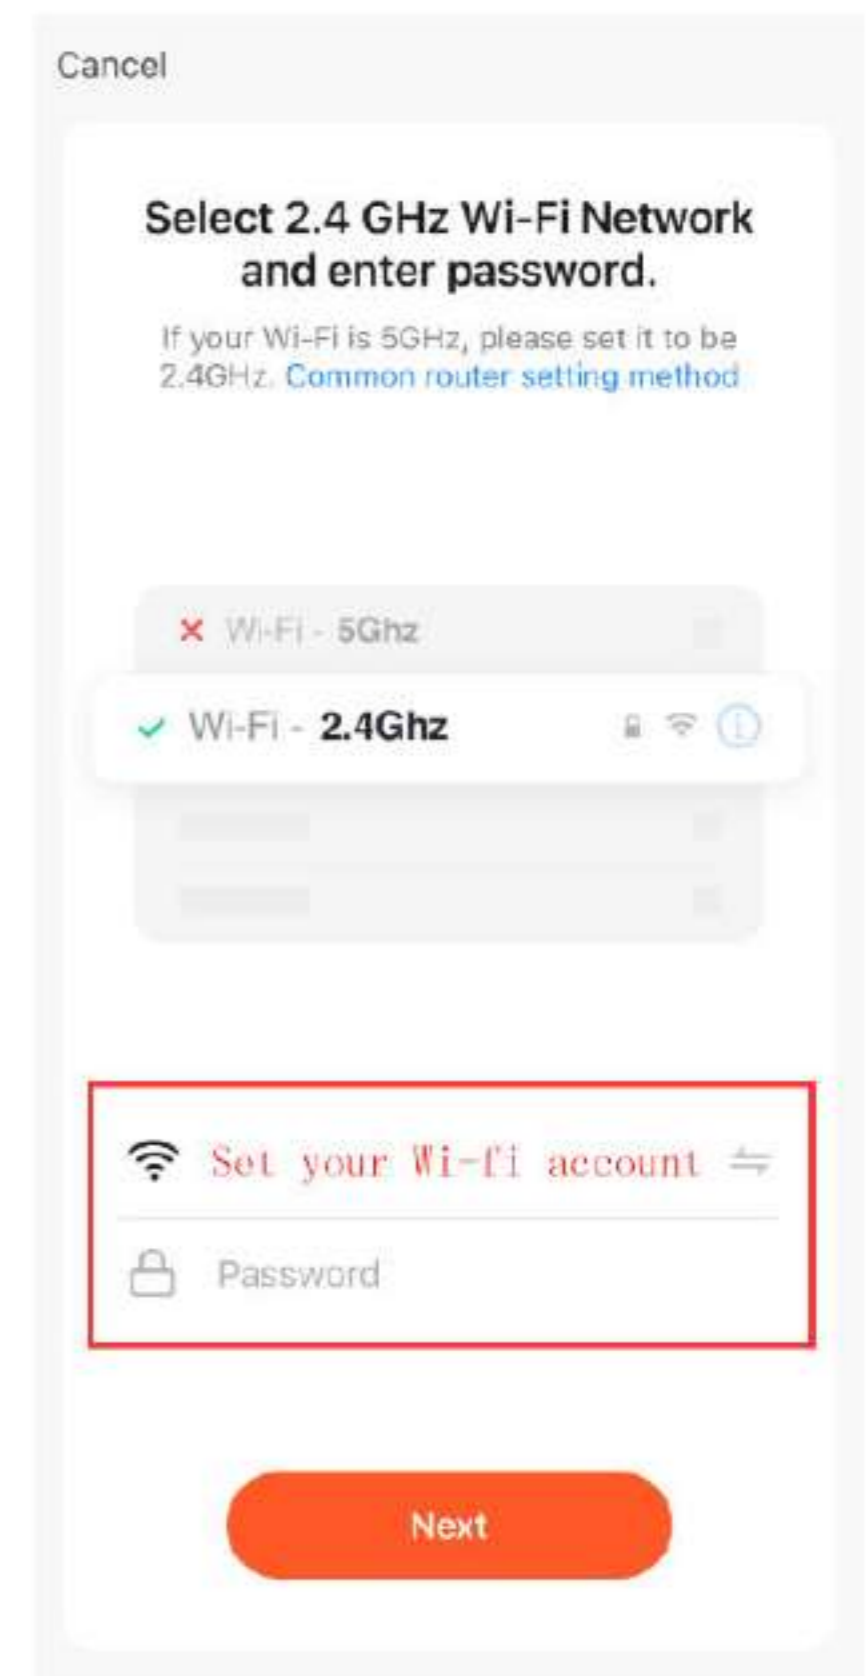 Cancel
Select 2.4 GHz Wi-Fi Network
and enter password.
If your Wi-Fi is 5GHz, please set it to be
2.4GHz. Common router setting method
Wi-Fi - 5Ghz
Wi-Fi - 2.4Ghz
Set your Wi-fi account
Password
Next